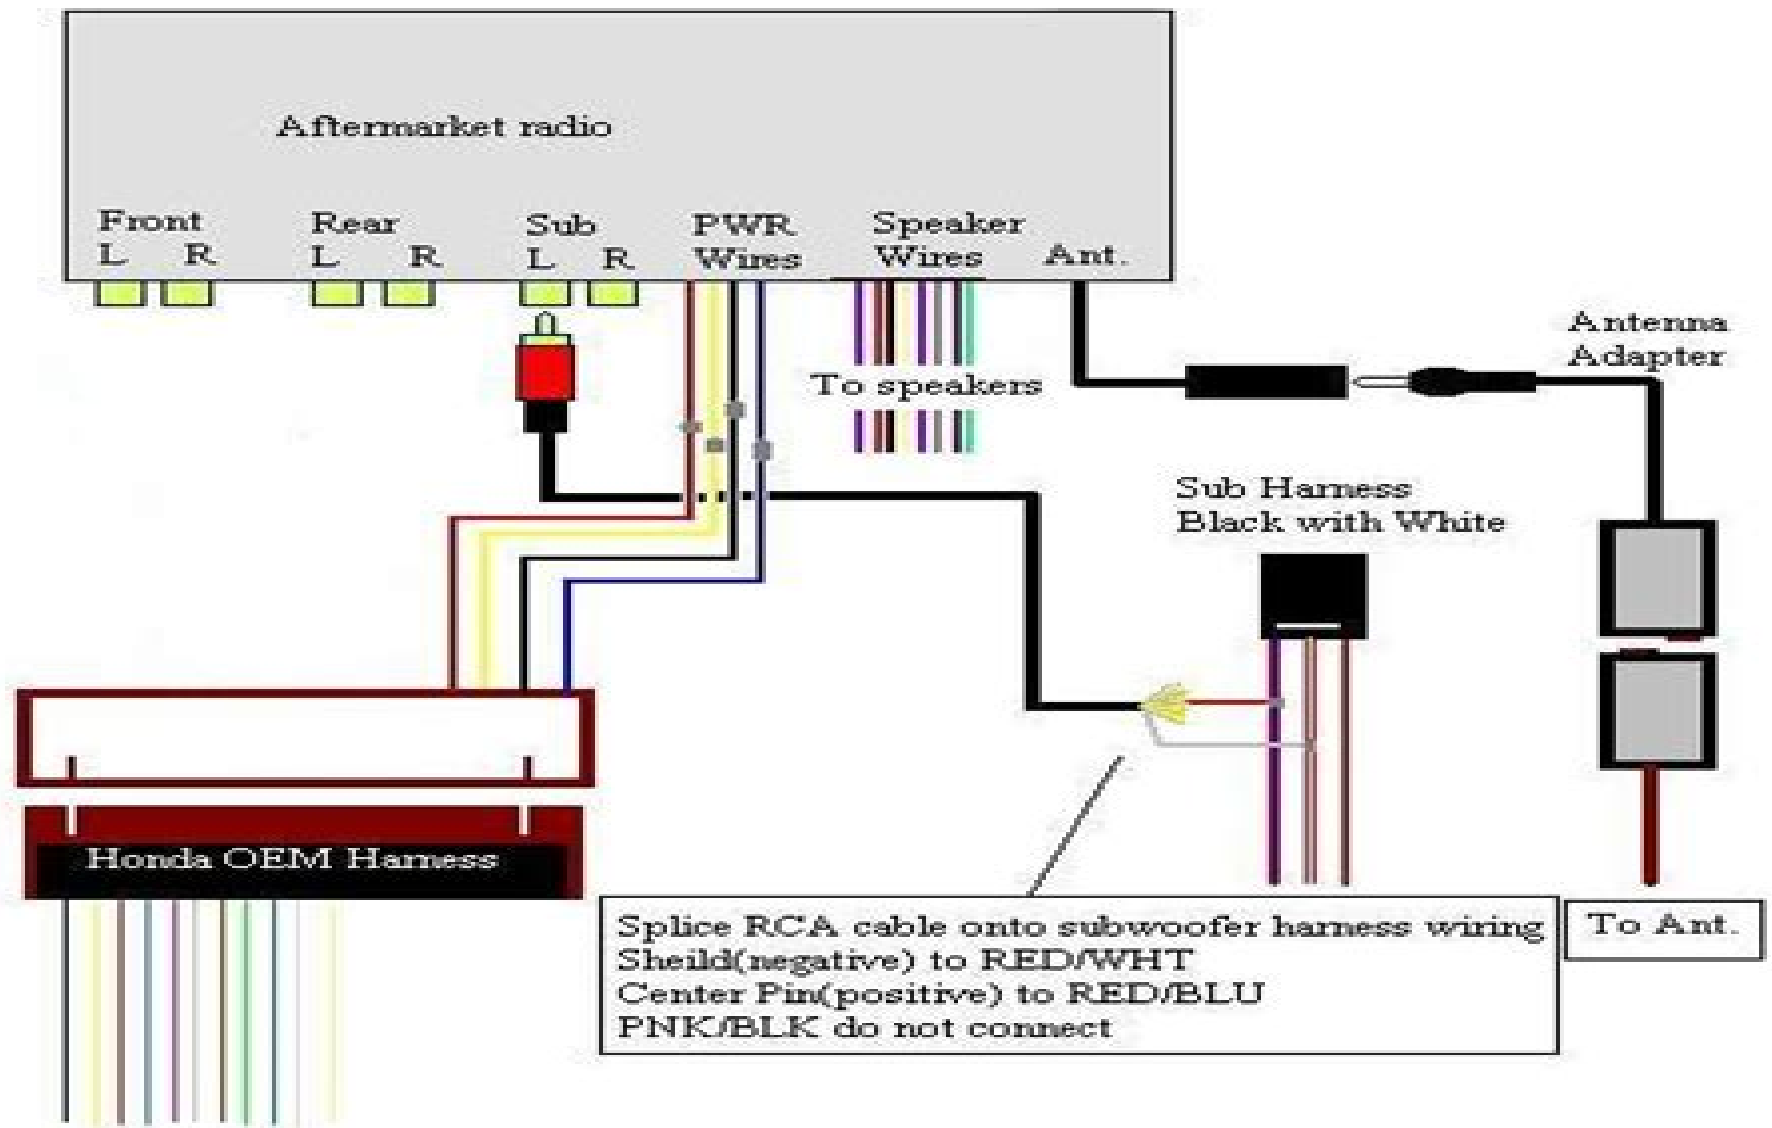 Aftermarket radio
Front
L R
Rear
L R
Sub
L R
PWR
Wires
Speaker
Wires
Ant.
To speakers
Antenna
Adapter
Sub Harness
Black with White
Honda OEM Harness
Splice RCA cable onto subwoofer harness wiring
Sheild(negative) to RED/WHT
Center Pin(positive) to RED/BLU
PNK/BLK do not connect
To Ant.